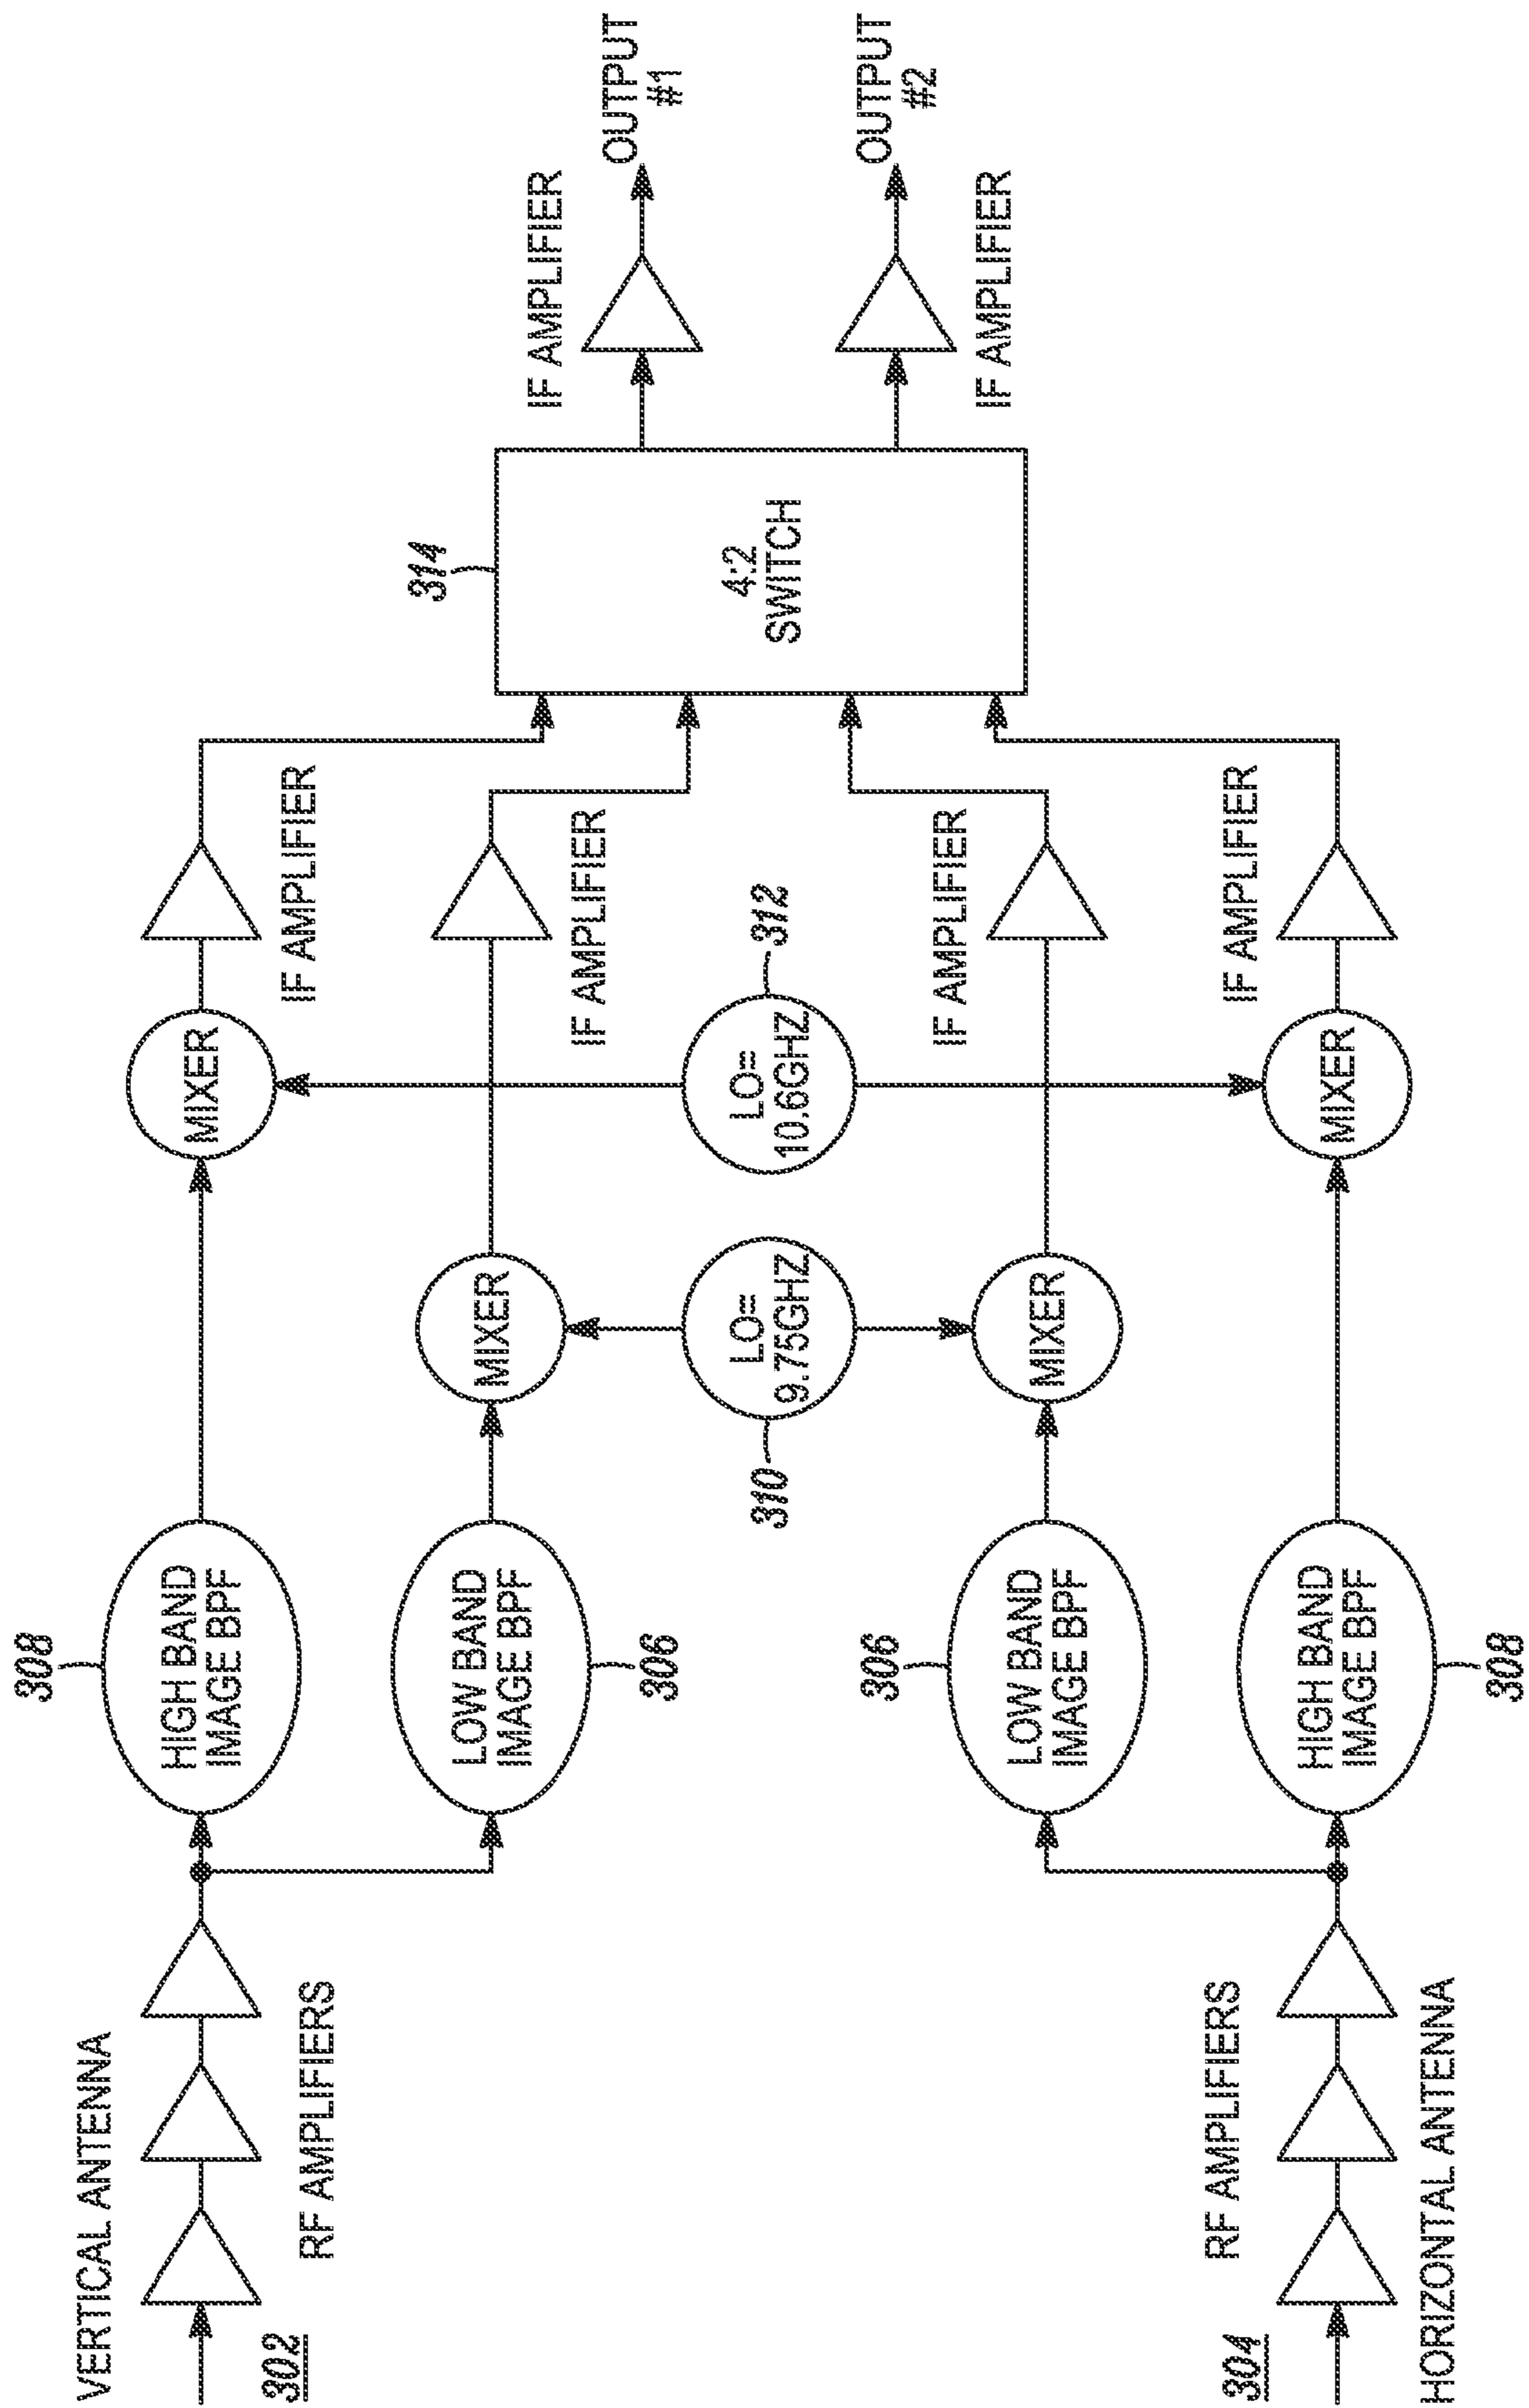 VERTICAL ANTENNA
302
RF AMPLIFIERS
308
HIGH BAND
IMAGE BPF
LOW BAND
IMAGE BPF
306
MIXER
IF AMPLIFIER
MIXER
IF AMPLIFIER
310
LO=
9.75GHZ
LO=
10.6GHZ
312
314
4:2
SWITCH
IF AMPLIFIER
OUTPUT
#1
OUTPUT
#2
IF AMPLIFIER
306
LOW BAND
IMAGE BPF
MIXER
IF AMPLIFIER
RF AMPLIFIERS
304
HORIZONTAL ANTENNA
HIGH BAND
IMAGE BPF
308
MIXER
IF AMPLIFIER